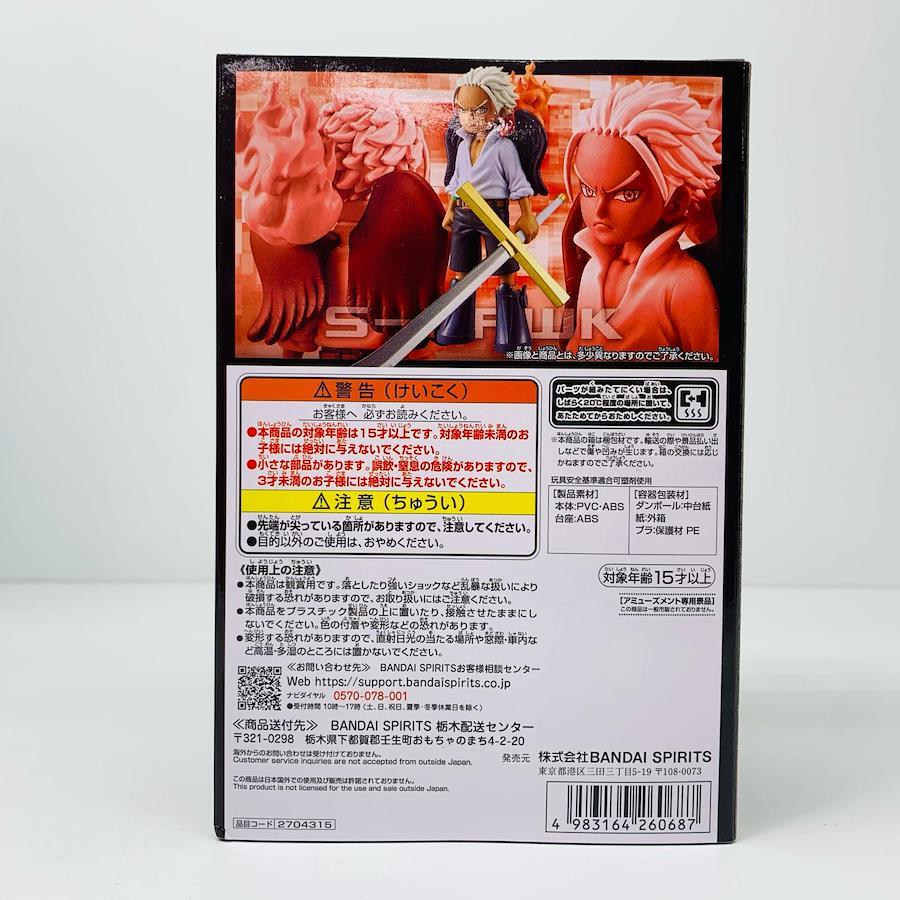 S-HAWK
※画像と商品とは、多少異なりますのでご了承ください。
⚠警告(けいこく)
お客様へ 必ずお読みください。
●本商品の対象年齢は15才以上です。対象年齢未満のお
子様には絶対に与えないでください。
●小さな部品があります。誤飲・窒息の危険がありますので、
3才未満のお子様には絶対に与えないでください。
⚠注意(ちゅうい)
●先端が尖っている箇所がありますので、注意してください。
●目的以外のご使用は、おやめください。
パーツが組みたてにくい場合は、
しばらく20℃程度の場所に置いて、
あたためてからおためしください。
※本商品の箱は梱包材です。輸送の際や景品払い出
しなどで傷や凹みが生じます。箱の交換には応じ
かねますのでご了承ください。
玩具安全基準適合可塑剤使用
【製品素材】
本体:PVC・ABS
台座:ABS
【容器包装材】
ダンボール:中台紙
紙:外箱
プラ:保護材 PE
対象年齢15才以上
【アミューズメント専用景品】
この商品は一般市販されておりません。
《使用上の注意》
●本商品は観賞用です。落としたり強いショックなど乱暴な扱いにより
破損する恐れがありますので、お取り扱いにはご注意ください。
●本商品をプラスチック製品の上に置いたり、接触させたままにし
ないでください。色の付着や変形などの恐れがあります。
●変形する恐れがありますので、直射日光の当たる場所や窓際・車内な
ど高温・多湿のところには置かないでください。
≪お問い合わせ先≫ BANDAI SPIRITSお客様相談センター
Web https://support.bandaispirits.co.jp
ナビダイヤル 0570-078-001
●受付時間 10時~17時(土、日、祝日、夏季・冬季休業日を除く)
≪商品送付先≫ BANDAI SPIRITS 栃木配送センター
〒321-0298 栃木県下都賀郡壬生町おもちゃのまち4-2-20
海外からのお問い合わせは受け付けておりません。
Customer service inquiries are not accepted from outside Japan.
この商品は日本国外での使用及び販売は許諾されておりません。
This product is not licensed for the use and sale outside Japan.
発売元 株式会社BANDAI SPIRITS
東京都港区三田三丁目5-19 〒108-0073
品目コード 2704315
4 983164 260687